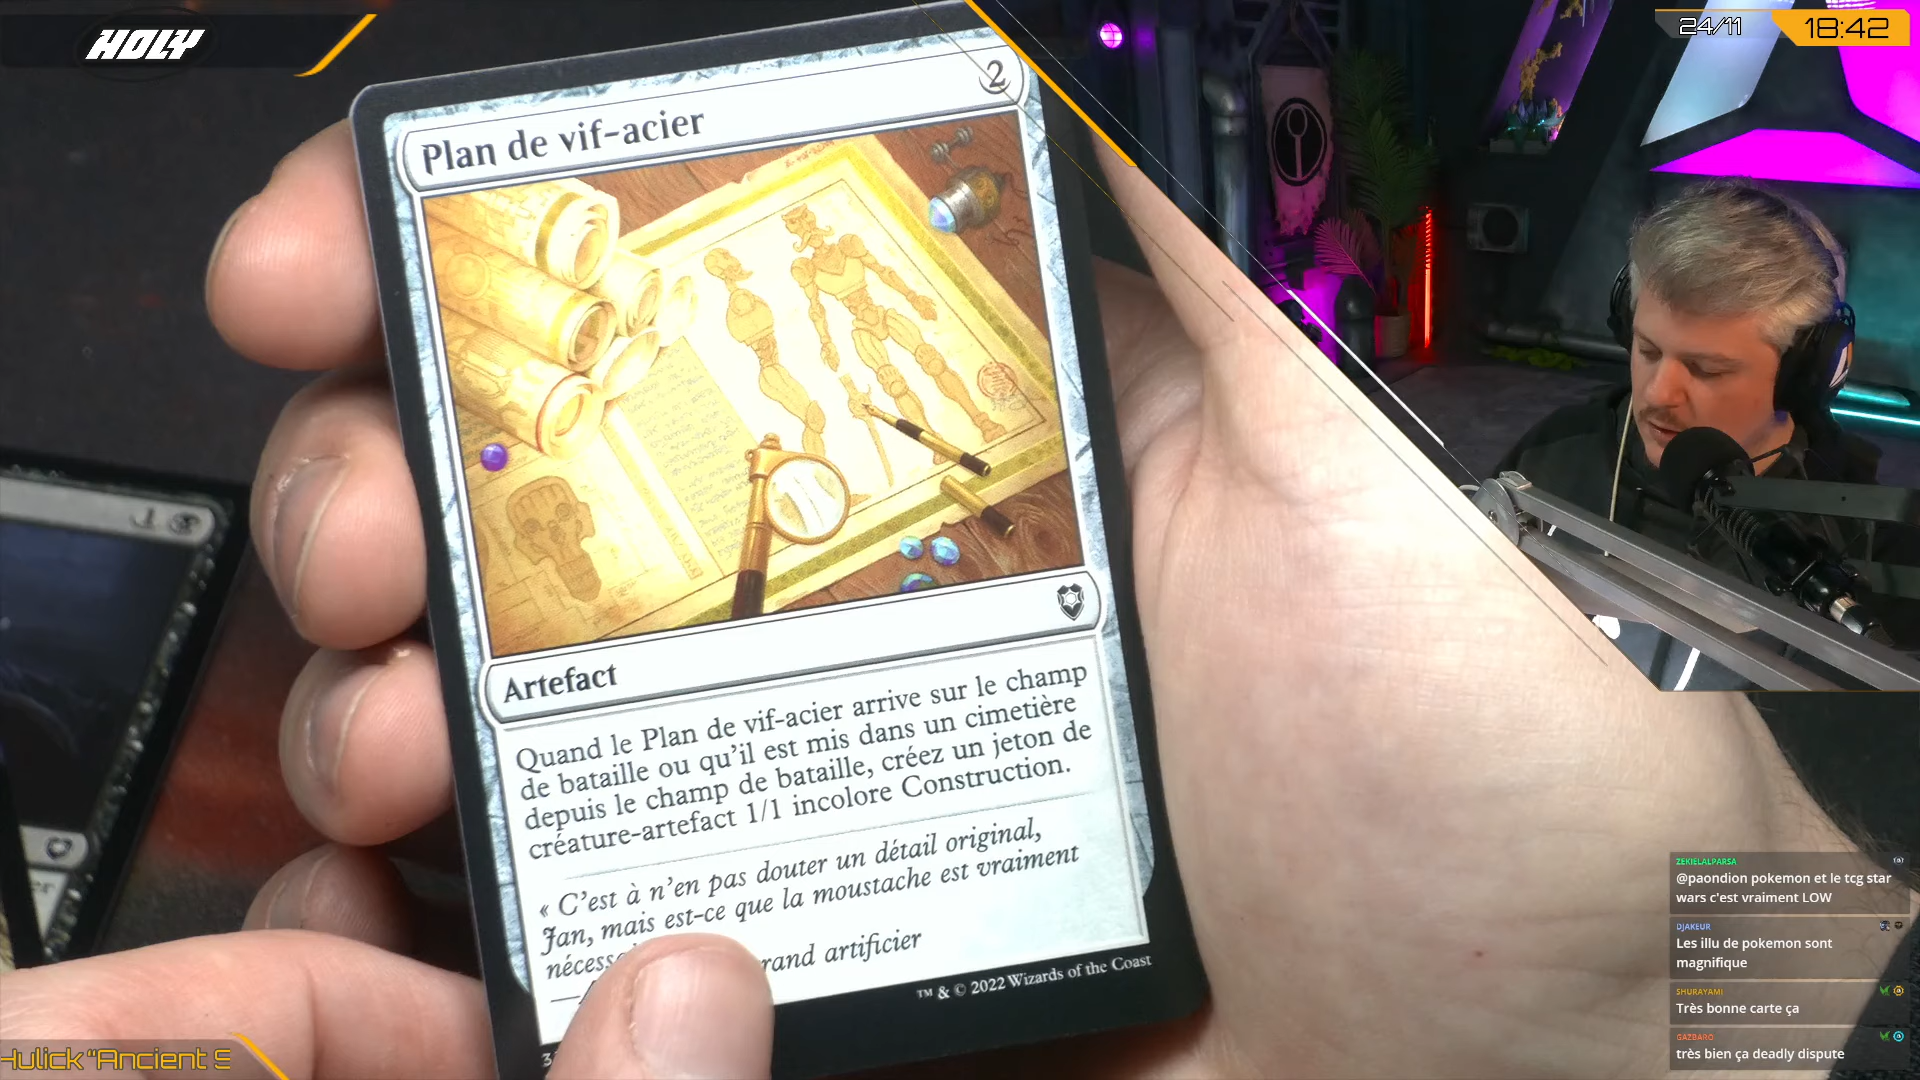 HOLY
24/11
18:42
Plan de vif-acier
2
Artefact
Quand le Plan de vif-acier arrive sur le champ
de bataille ou qu'il est mis dans un cimetière
depuis le champ de bataille, créez un jeton de
créature-artefact 1/1 incolore Construction.
« C'est à n'en pas douter un détail original,
Jan, mais est-ce que la moustache est vraiment
artificier
™ & © 2022 Wizards of the Coast
ZEKIELALPARSA
@paondion pokemon et le tcg star
wars c'est vraiment LOW
DJAKEUR
Les illu de pokemon sont
magnifique
SHURAYAMI
Très bonne carte ça
GAZBARO
très bien ça deadly dispute
Hulick "Ancient S